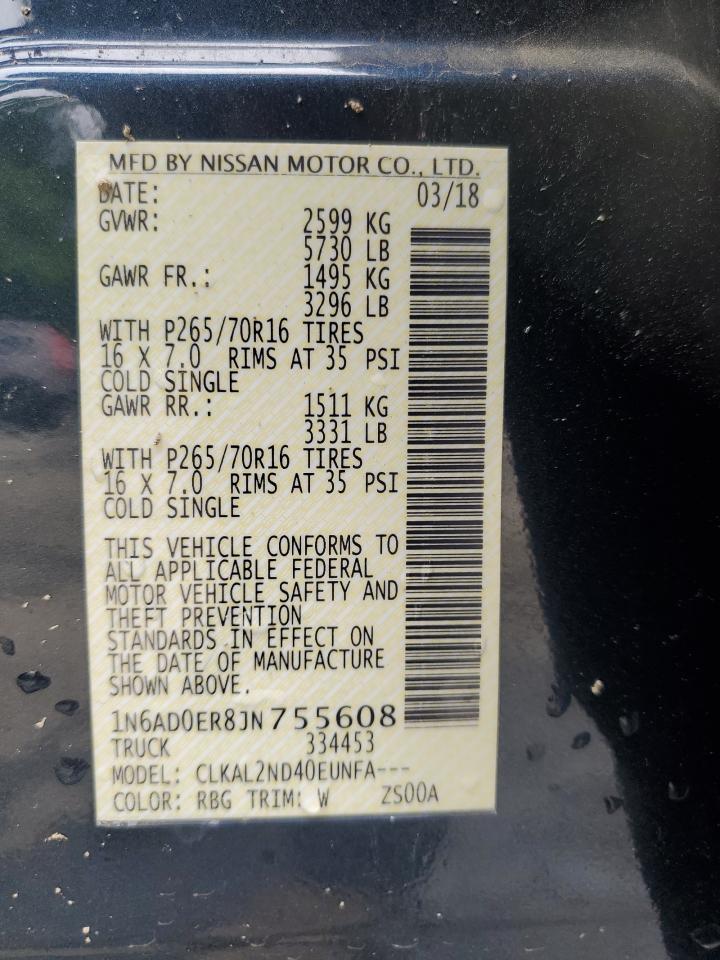 MFD BY NISSAN MOTOR CO., LTD.
DATE: 03/18
GVWR: 2599 KG
5730 LB
GAWR FR.: 1495 KG
3296 LB
WITH P265/70R16 TIRES
16 X 7.0 RIMS AT 35 PSI
COLD SINGLE
GAWR RR.: 1511 KG
3331 LB
WITH P265/70R16 TIRES
16 X 7.0 RIMS AT 35 PSI
COLD SINGLE
THIS VEHICLE CONFORMS TO
ALL APPLICABLE FEDERAL
MOTOR VEHICLE SAFETY AND
THEFT PREVENTION
STANDARDS IN EFFECT ON
THE DATE OF MANUFACTURE
SHOWN ABOVE.
1N6AD0ER8JN755608
TRUCK 334453
MODEL: CLKAL2ND40EUNFA---
COLOR: RBG TRIM: W ZS00A